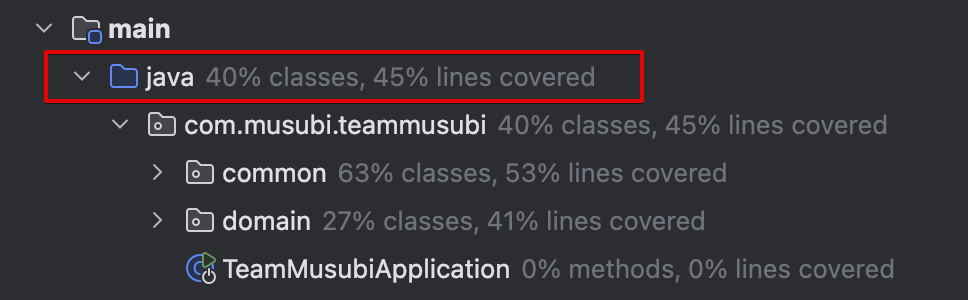 main
java 40% classes, 45% lines covered
com.musubi.teammusubi 40% classes, 45% lines covered
common 63% classes, 53% lines covered
domain 27% classes, 41% lines covered
TeamMusubiApplication 0% methods, 0% lines covered